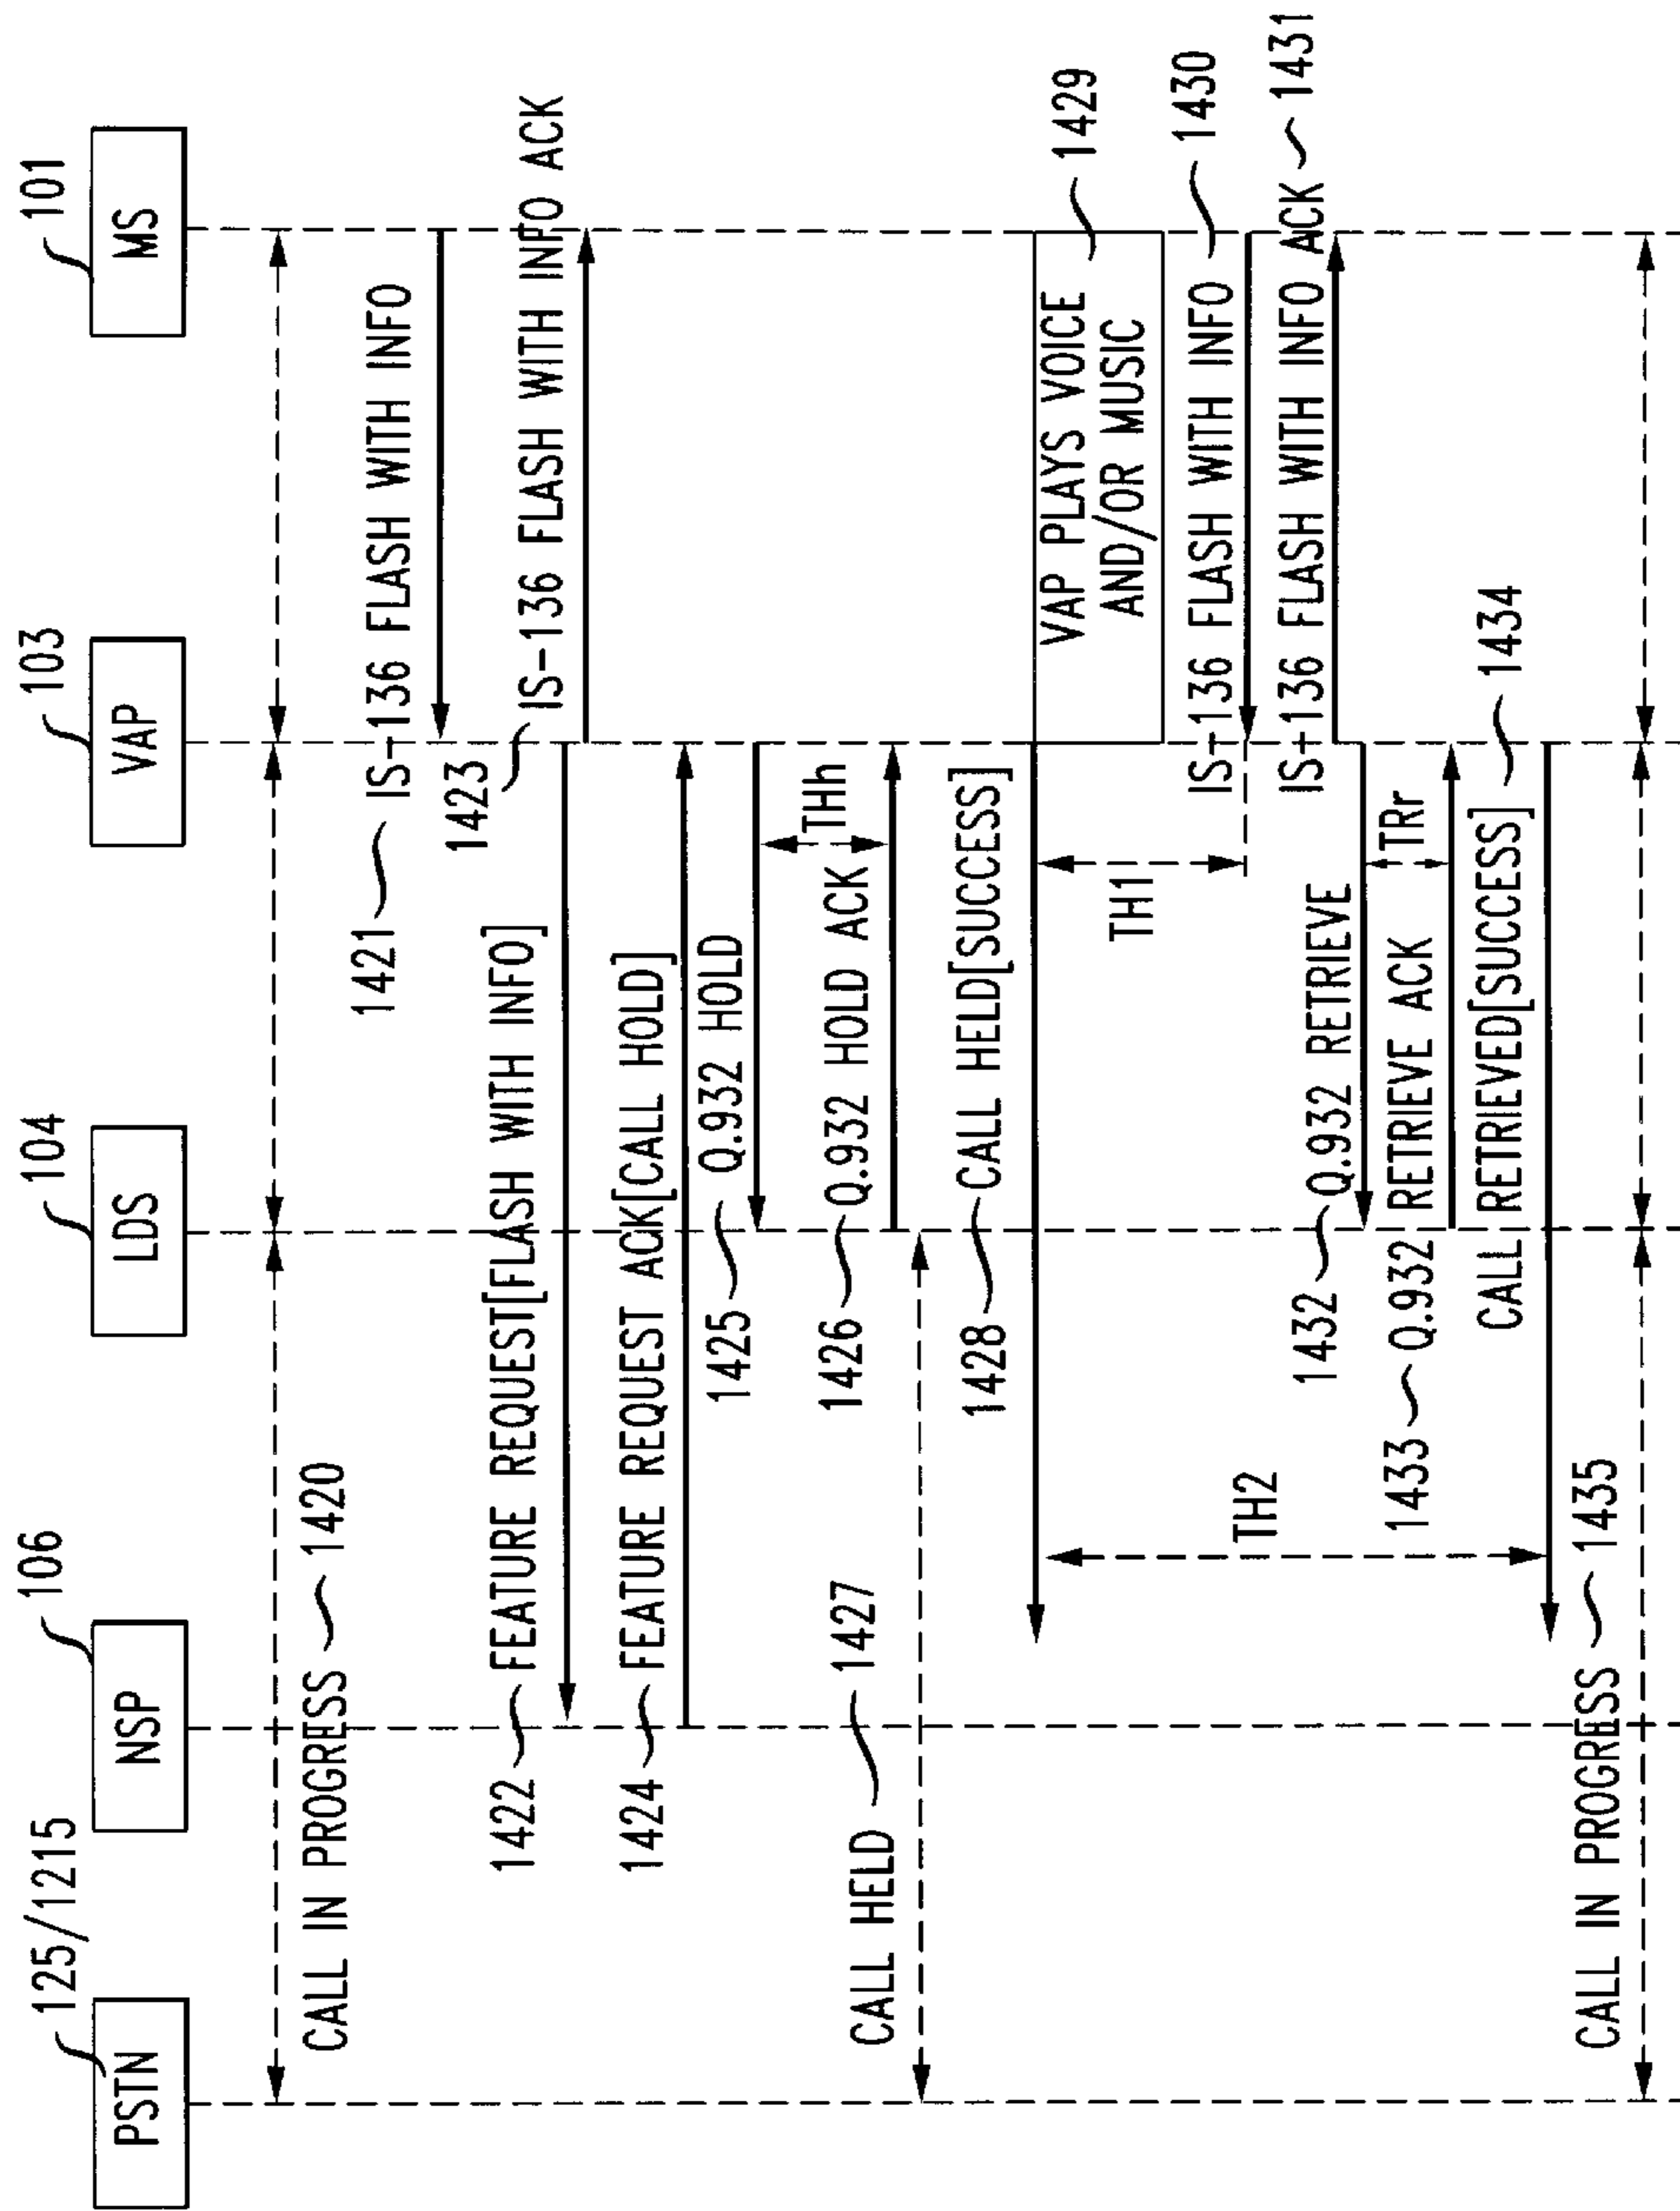 125/1215
106
104
103
101
PSTN
NSP
LDS
VAP
MS
CALL IN PROGRESS 1420
1421 IS-136 FLASH WITH INFO
1422 FEATURE REQUEST[FLASH WITH INFO]
1423 IS-136 FLASH WITH INFO ACK
1424 FEATURE REQUEST ACK[CALL HOLD]
1425 Q.932 HOLD
THh
1426 Q.932 HOLD ACK
CALL HELD 1427
1428 CALL HELD[SUCCESS]
VAP PLAYS VOICE
AND/OR MUSIC
1429
TH1
IS-136 FLASH WITH INFO 1430
IS-136 FLASH WITH INFO ACK 1431
TH2
1432 Q.932 RETRIEVE
TRr
1433 Q.932 RETRIEVE ACK
CALL RETRIEVED[SUCCESS] 1434
CALL IN PROGRESS 1435